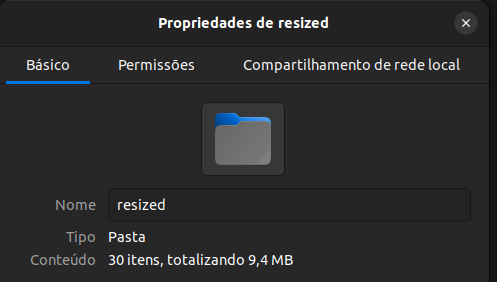 Propriedades de resized
Básico Permissões Compartilhamento de rede local
Nome resized
Tipo Pasta
Conteúdo 30 itens, totalizando 9,4 MB